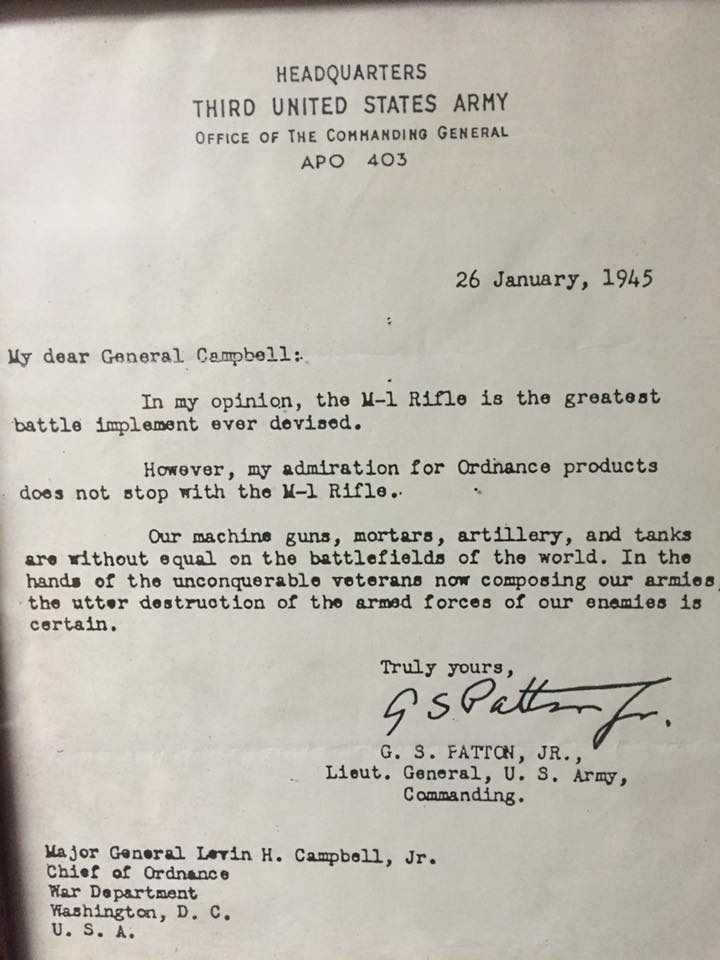 HEADQUARTERS
THIRD UNITED STATES ARMY
OFFICE OF THE COMMANDING GENERAL
APO 403
26 January, 1945
My dear General Campbell:
In my opinion, the M-1 Rifle is the greatest
battle implement ever devised.
However, my admiration for Ordnance products
does not stop with the M-1 Rifle.
Our machine guns, mortars, artillery, and tanks
are without equal on the battlefields of the world. In the
hands of the unconquerable veterans now composing our armies,
the utter destruction of the armed forces of our enemies is
certain.
Truly yours,
G S Patton Jr.
G. S. PATTON, JR.,
Lieut. General, U. S. Army,
Commanding.
Major General Levin H. Campbell, Jr.
Chief of Ordnance
War Department
Washington, D. C.
U. S. A.